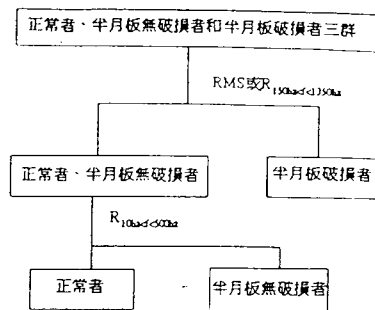 正常者、半月板無破損者和半月板破損者三群
RMS或R150hz<f<1350hz
正常者、半月板無破損者
半月板破損者
R10hz<f<500hz
正常者
半月板無破損者